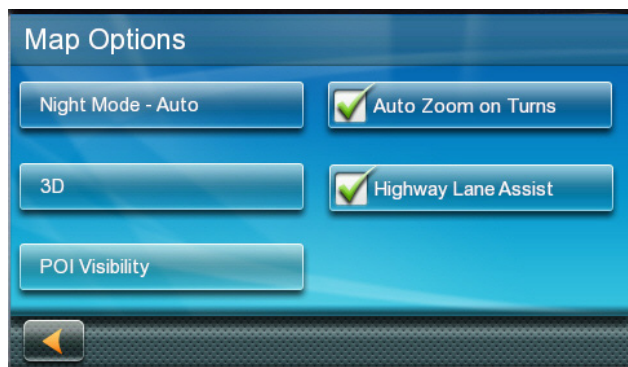 Map Options
Night Mode - Auto
Auto Zoom on Turns
3D
Highway Lane Assist
POI Visibility